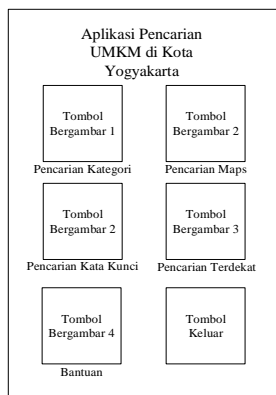 Aplikasi Pencarian
UMKM di Kota
Yogyakarta
Tombol
Bergambar 1
Pencarian Kategori
Tombol
Bergambar 2
Pencarian Maps
Tombol
Bergambar 2
Pencarian Kata Kunci
Tombol
Bergambar 3
Pencarian Terdekat
Tombol
Bergambar 4
Bantuan
Tombol
Keluar